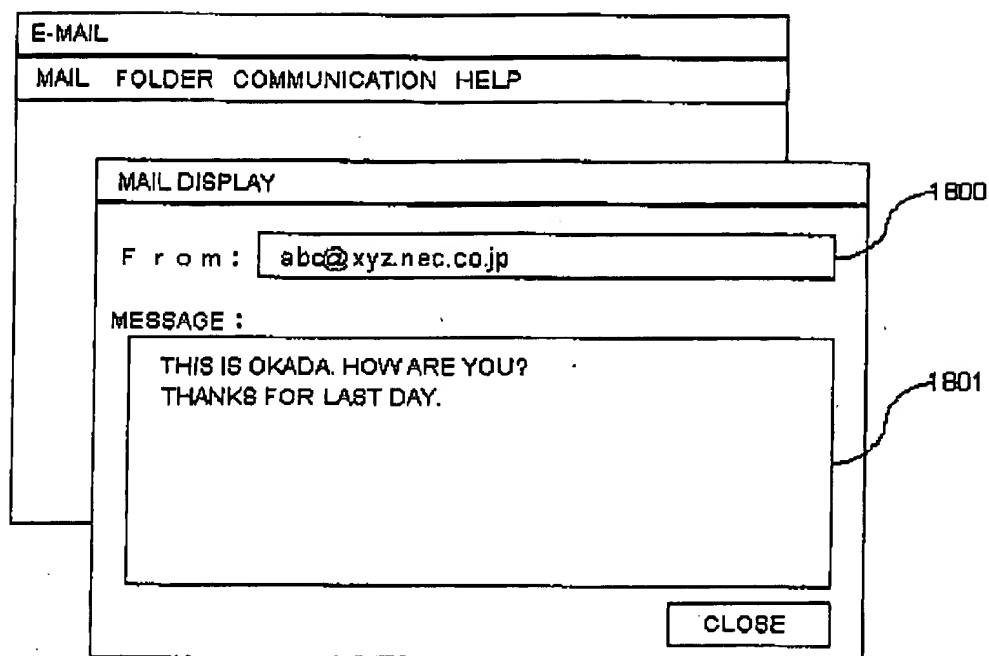 E-MAIL
MAIL FOLDER COMMUNICATION HELP
MAIL DISPLAY
1800
From: abc@xyz.nec.co.jp
MESSAGE:
THIS IS OKADA. HOW ARE YOU?
THANKS FOR LAST DAY.
1801
CLOSE